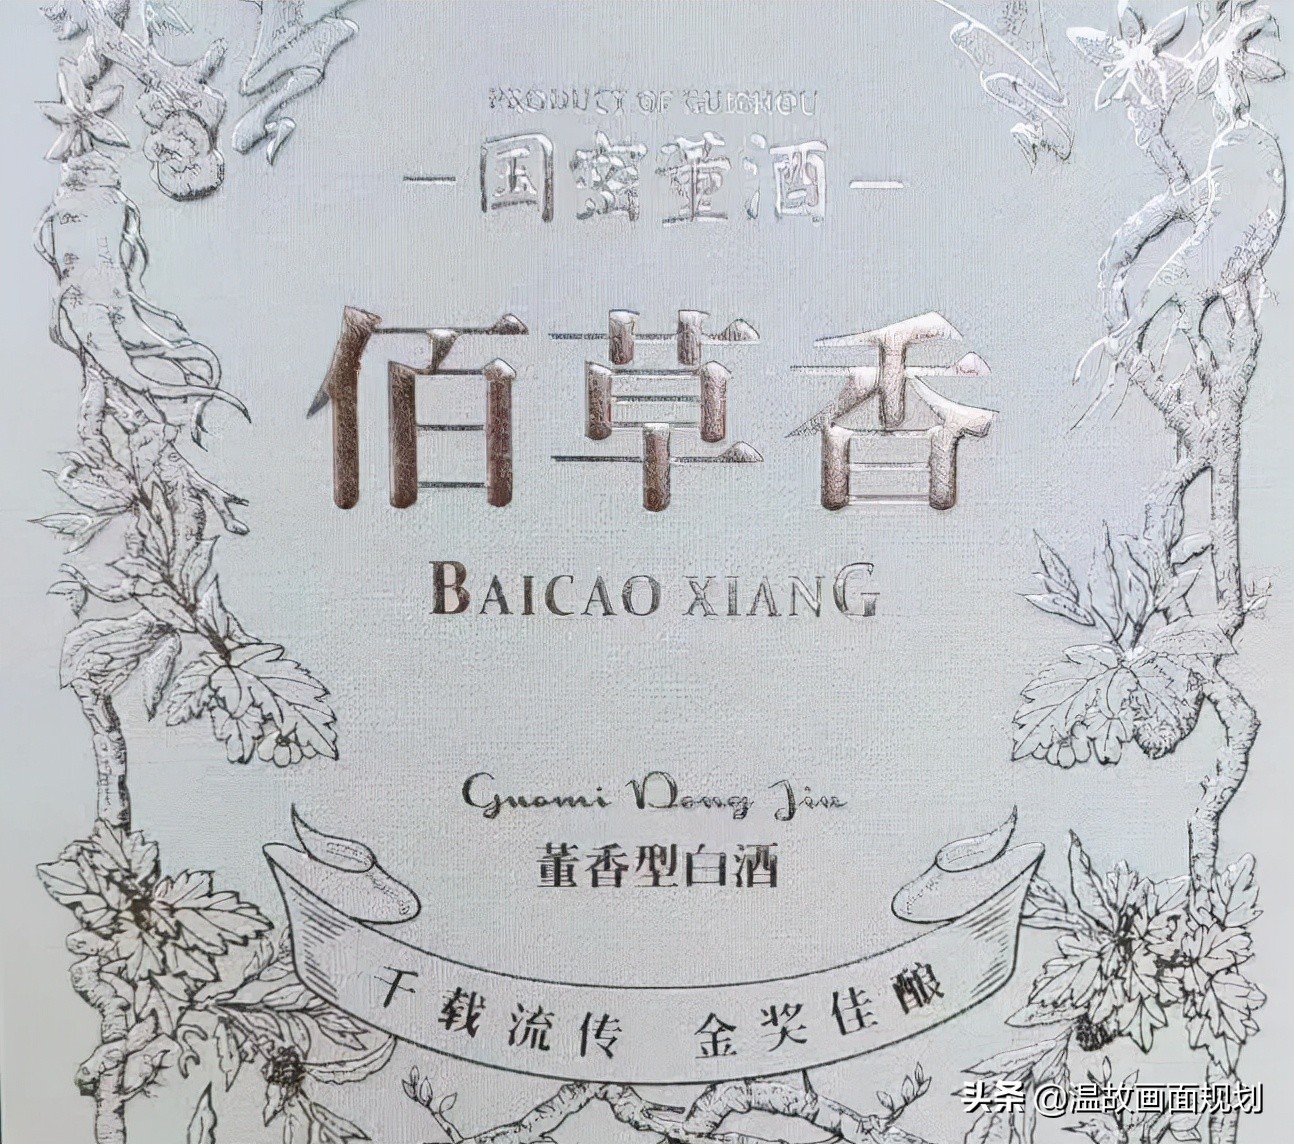 PRODUCT OF GUIZHOU
国密董酒
佰草香
BAICAO XIANG
Guomi Dong Jiu
董香型白酒
千载流传 金奖佳酿
头条 @温故画面规划